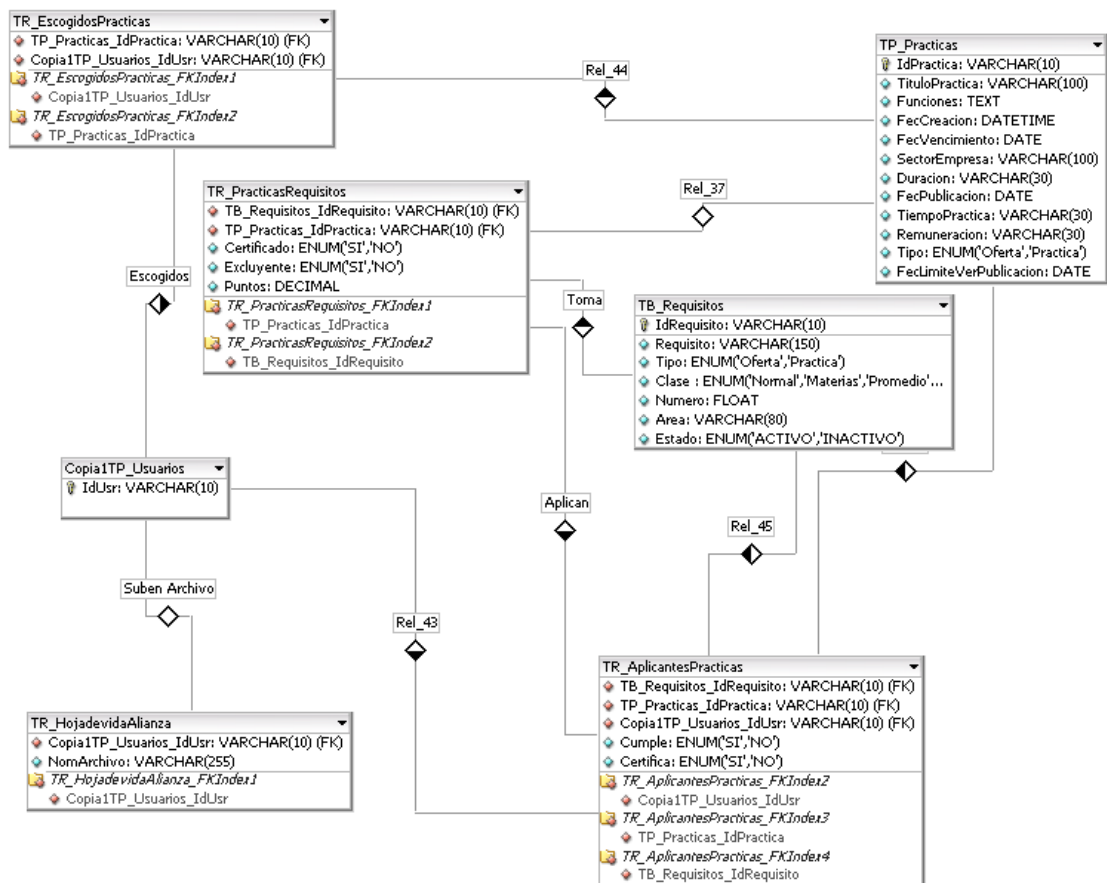 TR_EscogidosPracticas
TP_Practicas_IdPractica: VARCHAR(10) (FK)
Copia1TP_Usuarios_IdUsr: VARCHAR(10) (FK)
TR_EscogidosPracticas_FKIndex1
Copia1TP_Usuarios_IdUsr
TR_EscogidosPracticas_FKIndex2
TP_Practicas_IdPractica
Rel_44
TP_Practicas
IdPractica: VARCHAR(10)
TituloPractica: VARCHAR(100)
Funciones: TEXT
FecCreacion: DATETIME
FecVencimiento: DATE
SectorEmpresa: VARCHAR(100)
Duracion: VARCHAR(30)
FecPublicacion: DATE
TiempoPractica: VARCHAR(30)
Remuneracion: VARCHAR(30)
Tipo: ENUM('Oferta','Practica')
FecLimiteVerPublicacion: DATE
TR_PracticasRequisitos
TB_Requisitos_IdRequisito: VARCHAR(10) (FK)
TP_Practicas_IdPractica: VARCHAR(10) (FK)
Certificado: ENUM('SI','NO')
Excluyente: ENUM('SI','NO')
Puntos: DECIMAL
TR_PracticasRequisitos_FKIndex1
TP_Practicas_IdPractica
TR_PracticasRequisitos_FKIndex2
TB_Requisitos_IdRequisito
Rel_37
Escogidos
Toma
TB_Requisitos
IdRequisito: VARCHAR(10)
Requisito: VARCHAR(150)
Tipo: ENUM('Oferta','Practica')
Clase : ENUM('Normal','Materias','Promedio'...
Numero: FLOAT
Area: VARCHAR(80)
Estado: ENUM('ACTIVO','INACTIVO')
Copia1TP_Usuarios
IdUsr: VARCHAR(10)
Aplican
Rel_45
Suben Archivo
Rel_43
TR_HojadevidaAlianza
Copia1TP_Usuarios_IdUsr: VARCHAR(10) (FK)
NomArchivo: VARCHAR(255)
TR_HojadevidaAlianza_FKIndex1
Copia1TP_Usuarios_IdUsr
TR_AplicantesPracticas
TB_Requisitos_IdRequisito: VARCHAR(10) (FK)
TP_Practicas_IdPractica: VARCHAR(10) (FK)
Copia1TP_Usuarios_IdUsr: VARCHAR(10) (FK)
Cumple: ENUM('SI','NO')
Certifica: ENUM('SI','NO')
TR_AplicantesPracticas_FKIndex2
Copia1TP_Usuarios_IdUsr
TR_AplicantesPracticas_FKIndex3
TP_Practicas_IdPractica
TR_AplicantesPracticas_FKIndex4
TB_Requisitos_IdRequisito